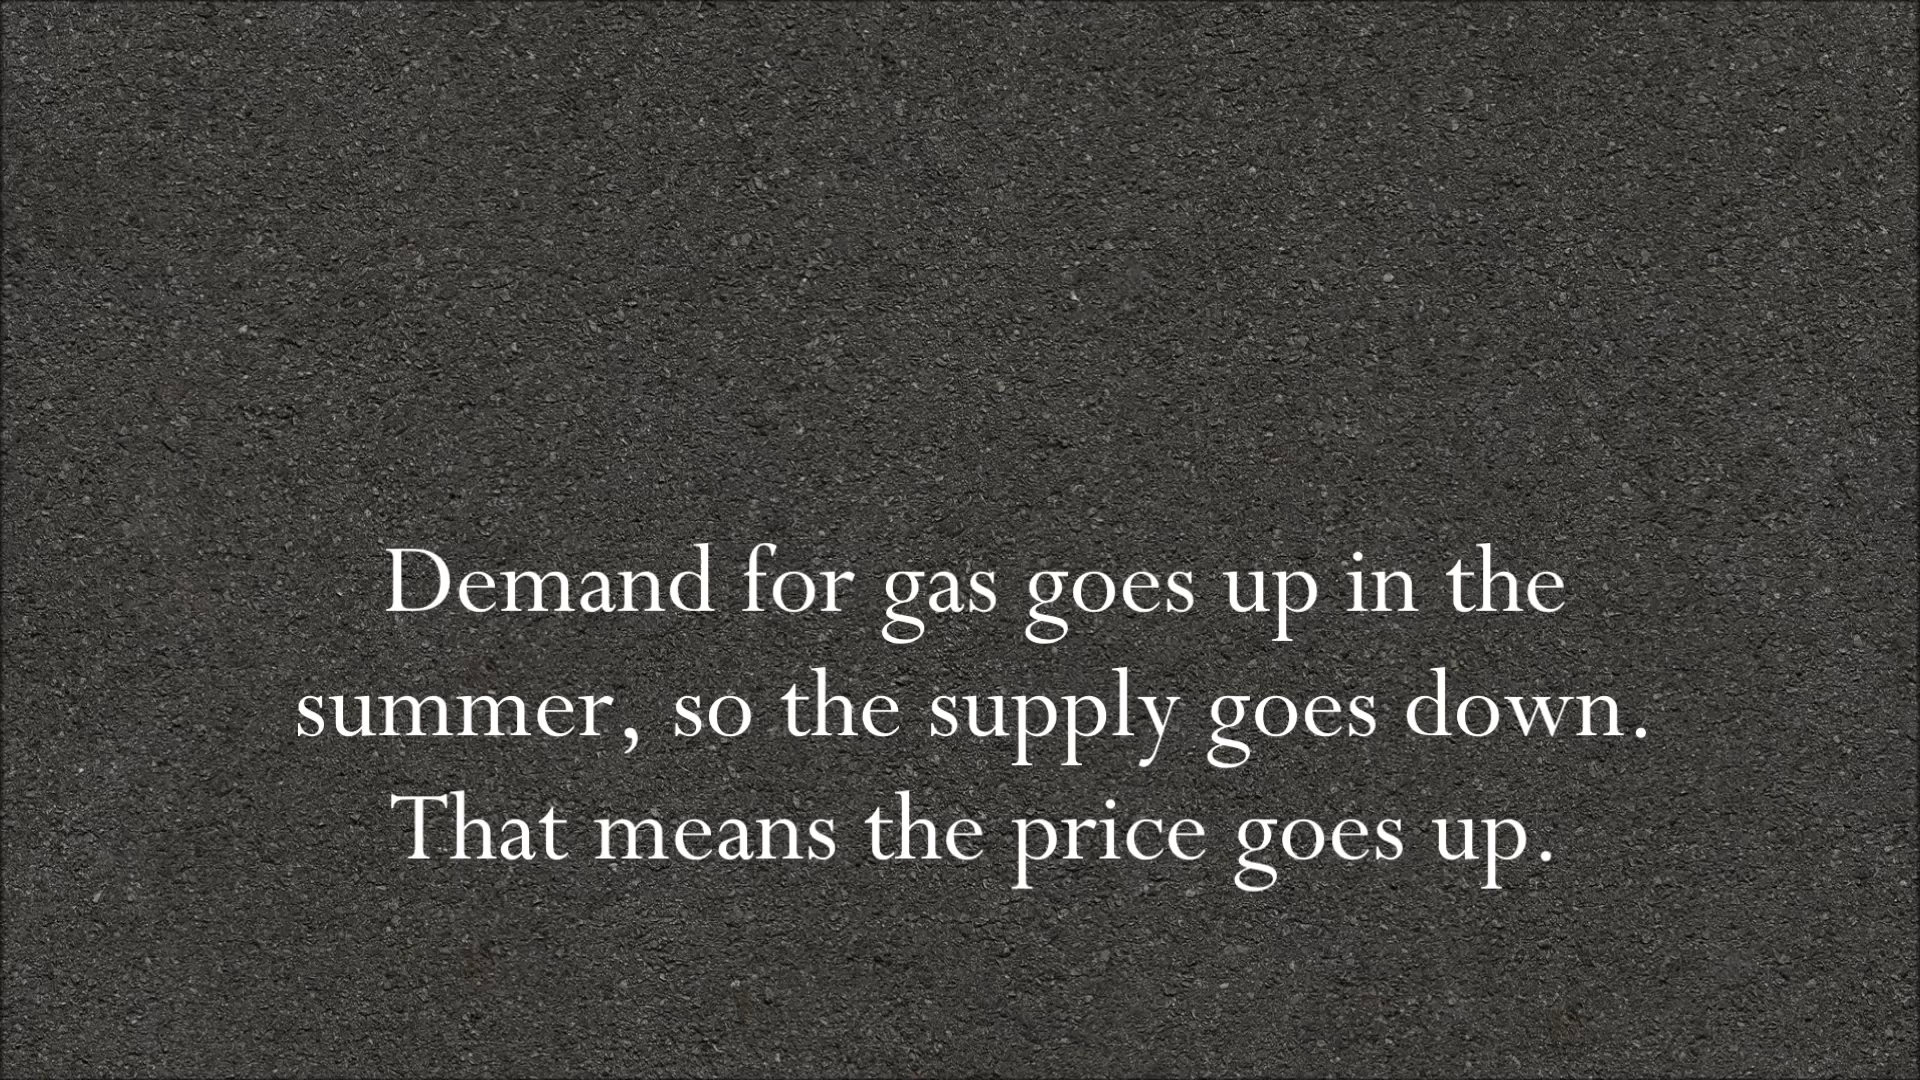 Demand for gas goes up in the
summer, so the supply goes down.
That means the price goes up.